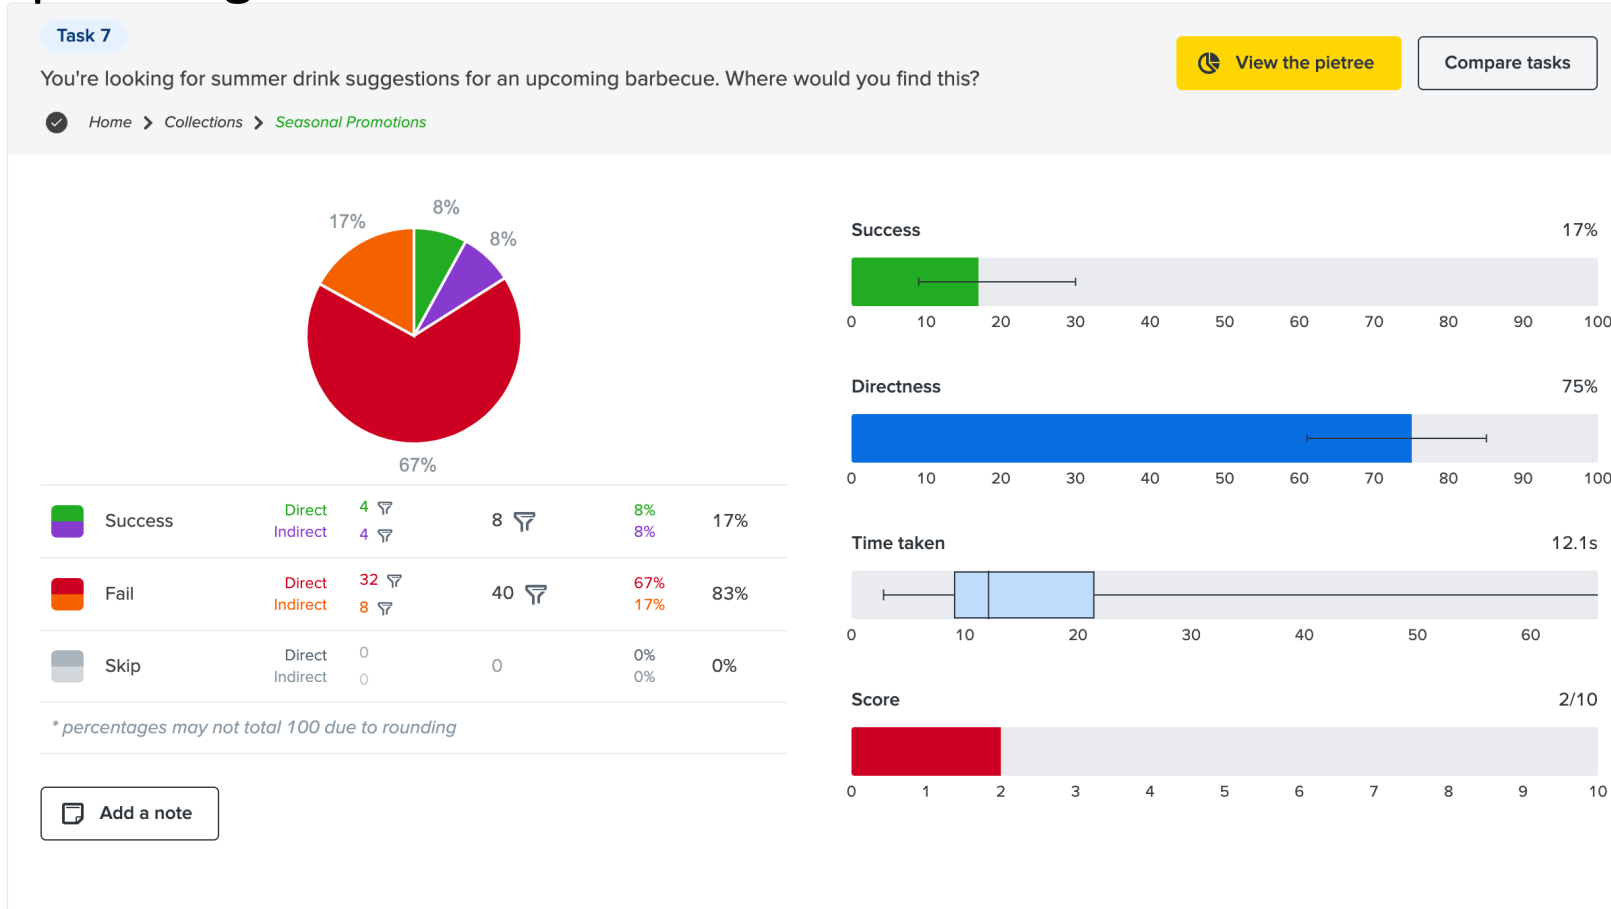 Task 7
You're looking for summer drink suggestions for an upcoming barbecue. Where would you find this?
Home > Collections > Seasonal Promotions
View the pietree
Compare tasks
17%
8%
8%
67%
Success Direct 4 8 8% 17%
Indirect 4 8%
Fail Direct 32 40 67% 83%
Indirect 8 17%
Skip Direct 0 0 0% 0%
Indirect 0 0%
* percentages may not total 100 due to rounding
Add a note
Success 17%
0 10 20 30 40 50 60 70 80 90 100
Directness 75%
0 10 20 30 40 50 60 70 80 90 100
Time taken 12.1s
0 10 20 30 40 50 60
Score 2/10
0 1 2 3 4 5 6 7 8 9 10